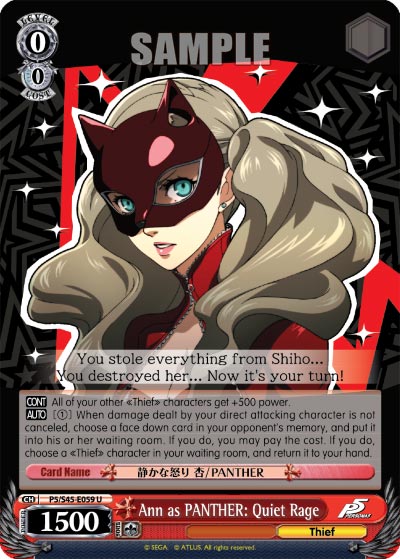 LEVEL
0
0
COST
SAMPLE
You stole everything from Shiho...
You destroyed her... Now it's your turn!
CONT All of your other «Thief» characters get +500 power.
AUTO [①] When damage dealt by your direct attacking character is not
canceled, choose a face down card in your opponent's memory, and put it
into his or her waiting room. If you do, you may pay the cost. If you do,
choose a «Thief» character in your waiting room, and return it to your hand.
Card Name 静かな怒り 杏/PANTHER
CH P5/S45-E059 U
1500
Ann as PANTHER: Quiet Rage
P5
PERSONA5
Thief
© SEGA. © ATLUS. All rights reserved.